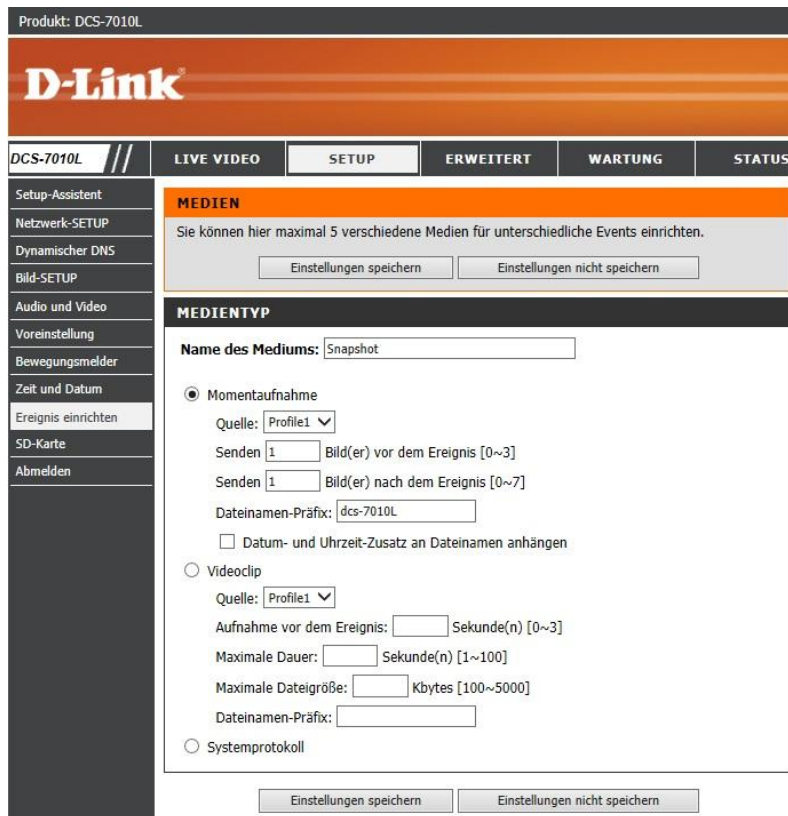 Produkt: DCS-7010L
D-Link
DCS-7010L
LIVE VIDEO
SETUP
ERWEITERT
WARTUNG
STATUS
Setup-Assistent
Netzwerk-SETUP
Dynamischer DNS
Bild-SETUP
Audio und Video
Voreinstellung
Bewegungsmelder
Zeit und Datum
Ereignis einrichten
SD-Karte
Abmelden
MEDIEN
Sie können hier maximal 5 verschiedene Medien für unterschiedliche Events einrichten.
Einstellungen speichern
Einstellungen nicht speichern
MEDIENTYP
Name des Mediums: Snapshot
Momentaufnahme
Quelle: Profile1
Senden 1 Bild(er) vor dem Ereignis [0~3]
Senden 1 Bild(er) nach dem Ereignis [0~7]
Dateinamen-Präfix: dcs-7010L
Datum- und Uhrzeit-Zusatz an Dateinamen anhängen
Videoclip
Quelle: Profile1
Aufnahme vor dem Ereignis: Sekunde(n) [0~3]
Maximale Dauer: Sekunde(n) [1~100]
Maximale Dateigröße: Kbytes [100~5000]
Dateinamen-Präfix:
Systemprotokoll
Einstellungen speichern
Einstellungen nicht speichern